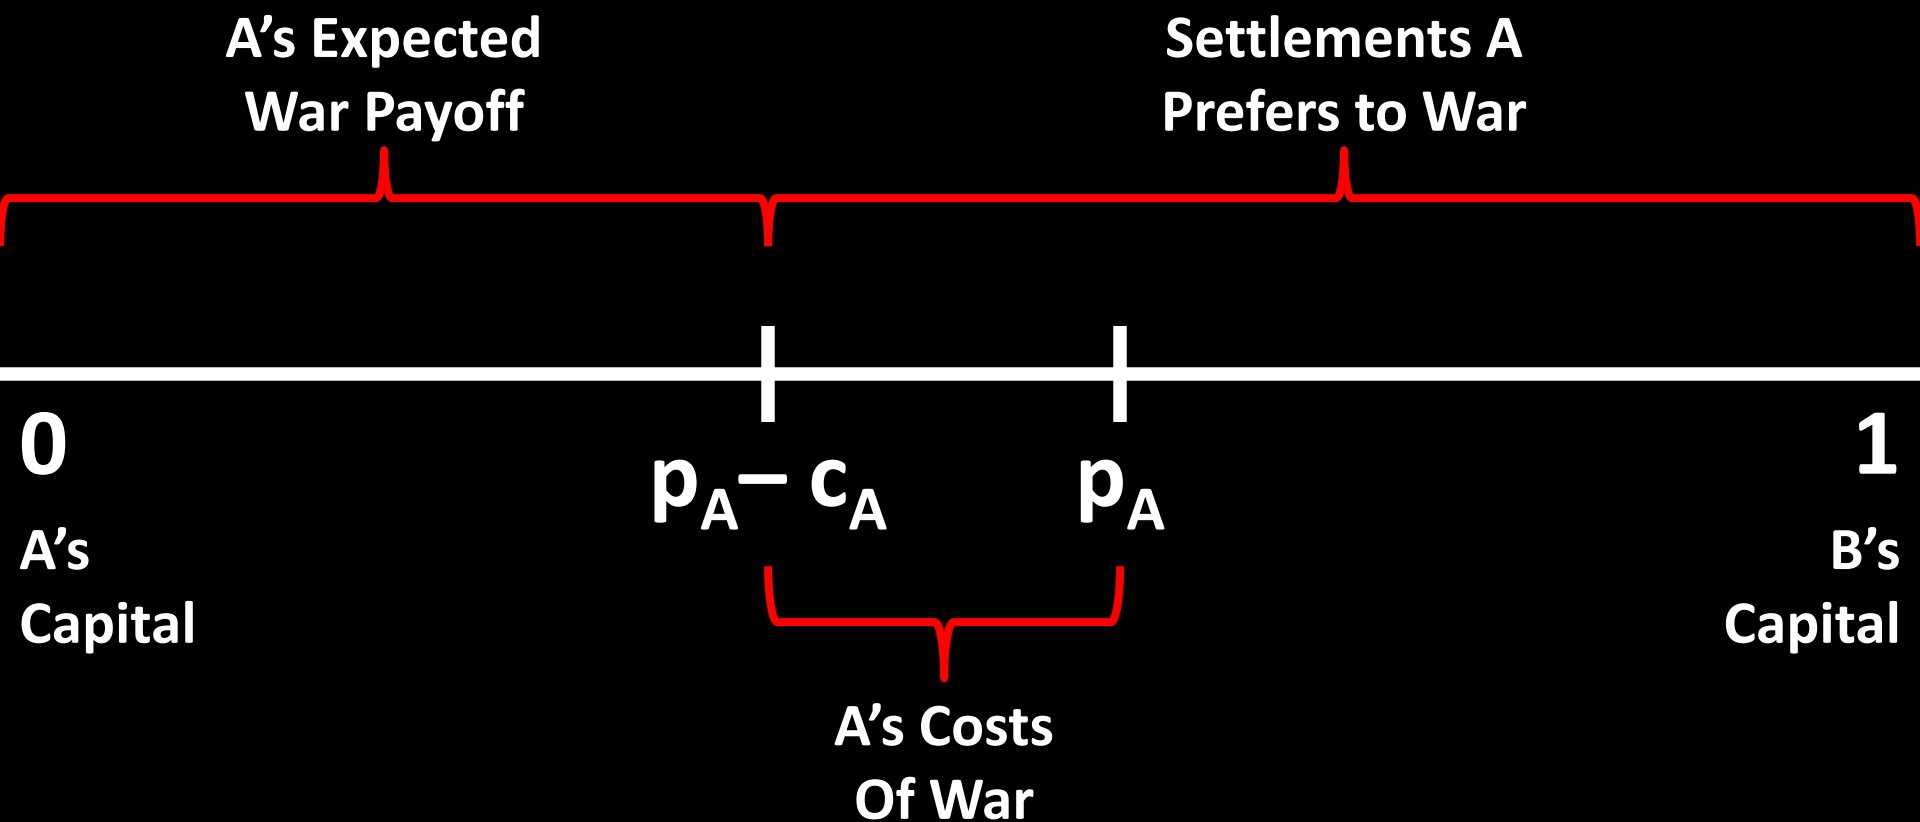 A’s Expected
War Payoff
Settlements A
Prefers to War
0
pA– cA
pA
1
A’s
Capital
B’s
Capital
A’s Costs
Of War